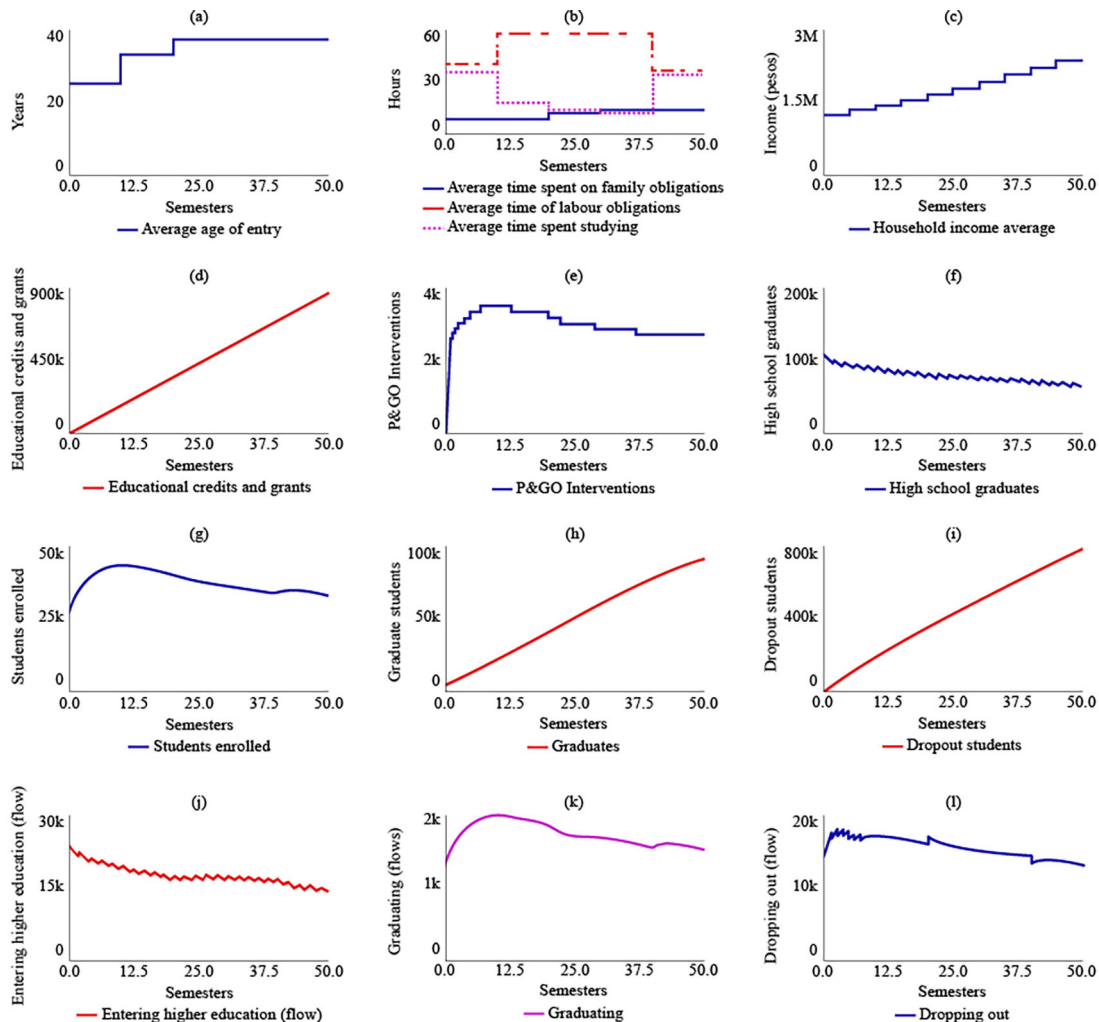 (a)
40
20
0
Years
0.0 12.5 25.0 37.5 50.0
Semesters
Average age of entry
(b)
60
30
0
Hours
0.0 12.5 25.0 37.5 50.0
Semesters
Average time spent on family obligations
Average time of labour obligations
Average time spent studying
(c)
3M
1.5M
0
Income (pesos)
0.0 12.5 25.0 37.5 50.0
Semesters
Household income average
(d)
900k
450k
0
Educational credits and grants
0.0 12.5 25.0 37.5 50.0
Semesters
Educational credits and grants
(e)
4k
2k
0
P&GO Interventions
0.0 12.5 25.0 37.5 50.0
Semesters
P&GO Interventions
(f)
200k
100k
0
High school graduates
0.0 12.5 25.0 37.5 50.0
Semesters
High school graduates
(g)
50k
25k
0
Students enrolled
0.0 12.5 25.0 37.5 50.0
Semesters
Students enrolled
(h)
100k
50k
0
Graduate students
0.0 12.5 25.0 37.5 50.0
Semesters
Graduates
(i)
800k
400k
0
Dropout students
0.0 12.5 25.0 37.5 50.0
Semesters
Dropout students
(j)
30k
15k
0
Entering higher education (flow)
0.0 12.5 25.0 37.5 50.0
Semesters
Entering higher education (flow)
(k)
2k
1k
0
Graduating (flows)
0.0 12.5 25.0 37.5 50.0
Semesters
Graduating
(l)
20k
10k
0
Dropping out (flow)
0.0 12.5 25.0 37.5 50.0
Semesters
Dropping out